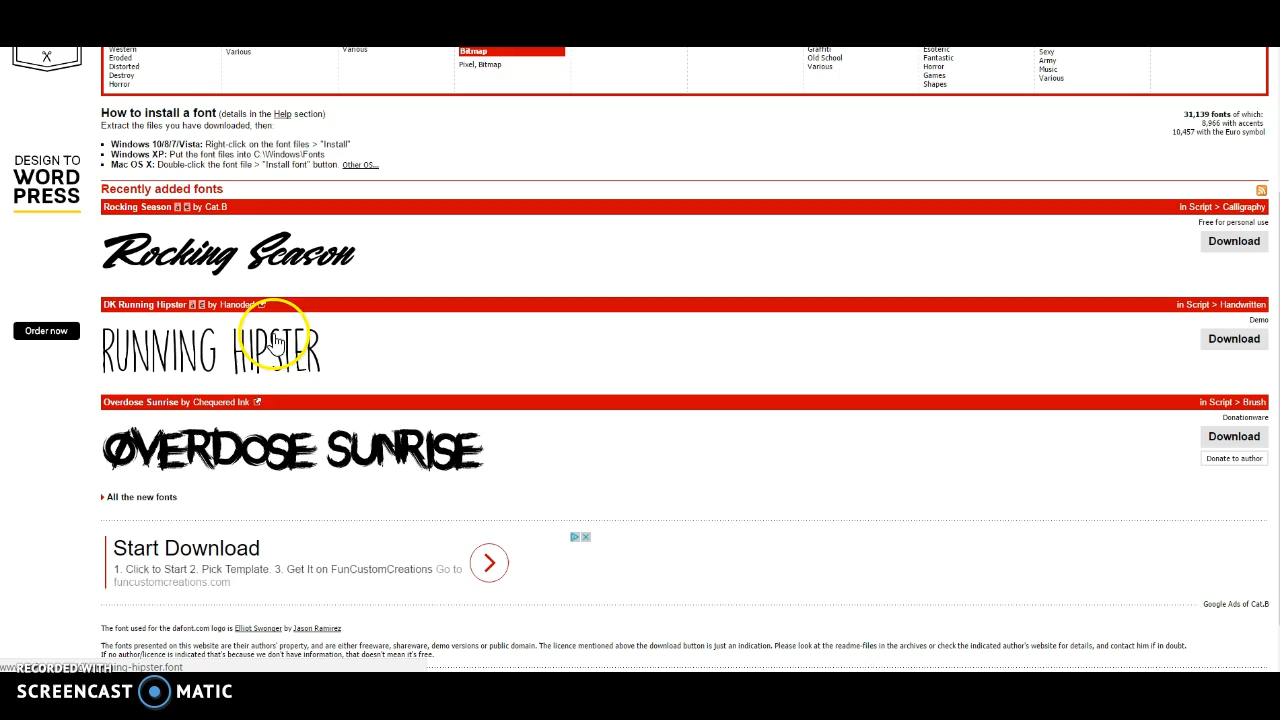 Western
Eroded
Distorted
Destroy
Horror
Various
Various
Bitmap
Pixel, Bitmap
Graffiti
Old School
Various
Esoteric
Fantastic
Horror
Games
Shapes
Sexy
Army
Music
Various
How to install a font (details in the Help section)
Extract the files you have downloaded, then:
31,139 fonts of which:
8,966 with accents
10,457 with the Euro symbol
Windows 10/8/7/Vista: Right-click on the font files > "Install"
Windows XP: Put the font files into C:\Windows\Fonts
Mac OS X: Double-click the font file > "Install font" button. Other OS...
DESIGN TO
WORD
PRESS
Order now
Recently added fonts
Rocking Season à € by Cat.B
in Script > Calligraphy
Free for personal use
Rocking Season
Download
DK Running Hipster à € by Hanoded
in Script > Handwritten
Demo
RUNNING HIPSTER
Download
Overdose Sunrise by Chequered Ink
in Script > Brush
Donationware
ØVERDOSE SUNRISE
Download
Donate to author
All the new fonts
Start Download
1. Click to Start 2. Pick Template. 3. Get It on FunCustomCreations Go to
funcustomcreations.com
Google Ads of Cat.B
The font used for the dafont.com logo is Elliot Swonger by Jason Ramirez
The fonts presented on this website are their authors' property, and are either freeware, shareware, demo versions or public domain. The licence mentioned above the download button is just an indication. Please look at the readme-files in the archives or check the indicated author's website for details, and contact him if in doubt.
If no author/licence is indicated that's because we don't have information, that doesn't mean it's free.
RECORDED WITH
SCREENCAST MATIC